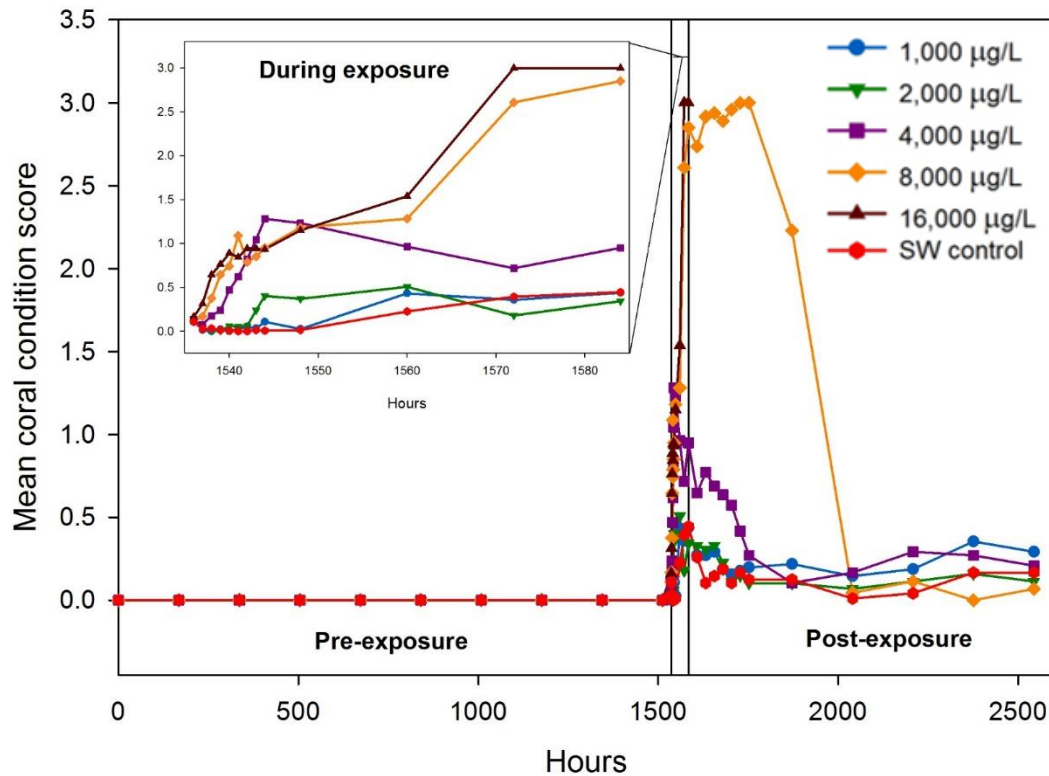 3.5
3.0
2.5
2.0
1.5
1.0
0.5
0.0
Mean coral condition score
During exposure
3.0
2.5
2.0
1.5
1.0
0.5
0.0
1540 1550 1560 1570 1580
Hours
1,000 µg/L
2,000 µg/L
4,000 µg/L
8,000 µg/L
16,000 µg/L
SW control
Pre-exposure
Post-exposure
0 500 1000 1500 2000 2500
Hours